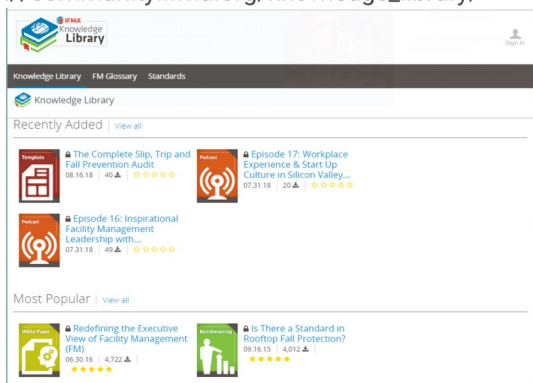 IFMA™
Knowledge
Library
Sign In
Knowledge Library FM Glossary Standards
Knowledge Library
Recently Added | View all
Template
The Complete Slip, Trip and
Fall Prevention Audit
08.16.18 | 40
Podcast
Episode 17: Workplace
Experience & Start Up
Culture in Silicon Valley...
07.31.18 | 20
Podcast
Episode 16: Inspirational
Facility Management
Leadership with...
07.31.18 | 49
Most Popular | View all
White Paper
Redefining the Executive
View of Facility Management
(FM)
06.30.16 | 4,722
Benchmarking
Is There a Standard in
Rooftop Fall Protection?
09.16.15 | 4,012